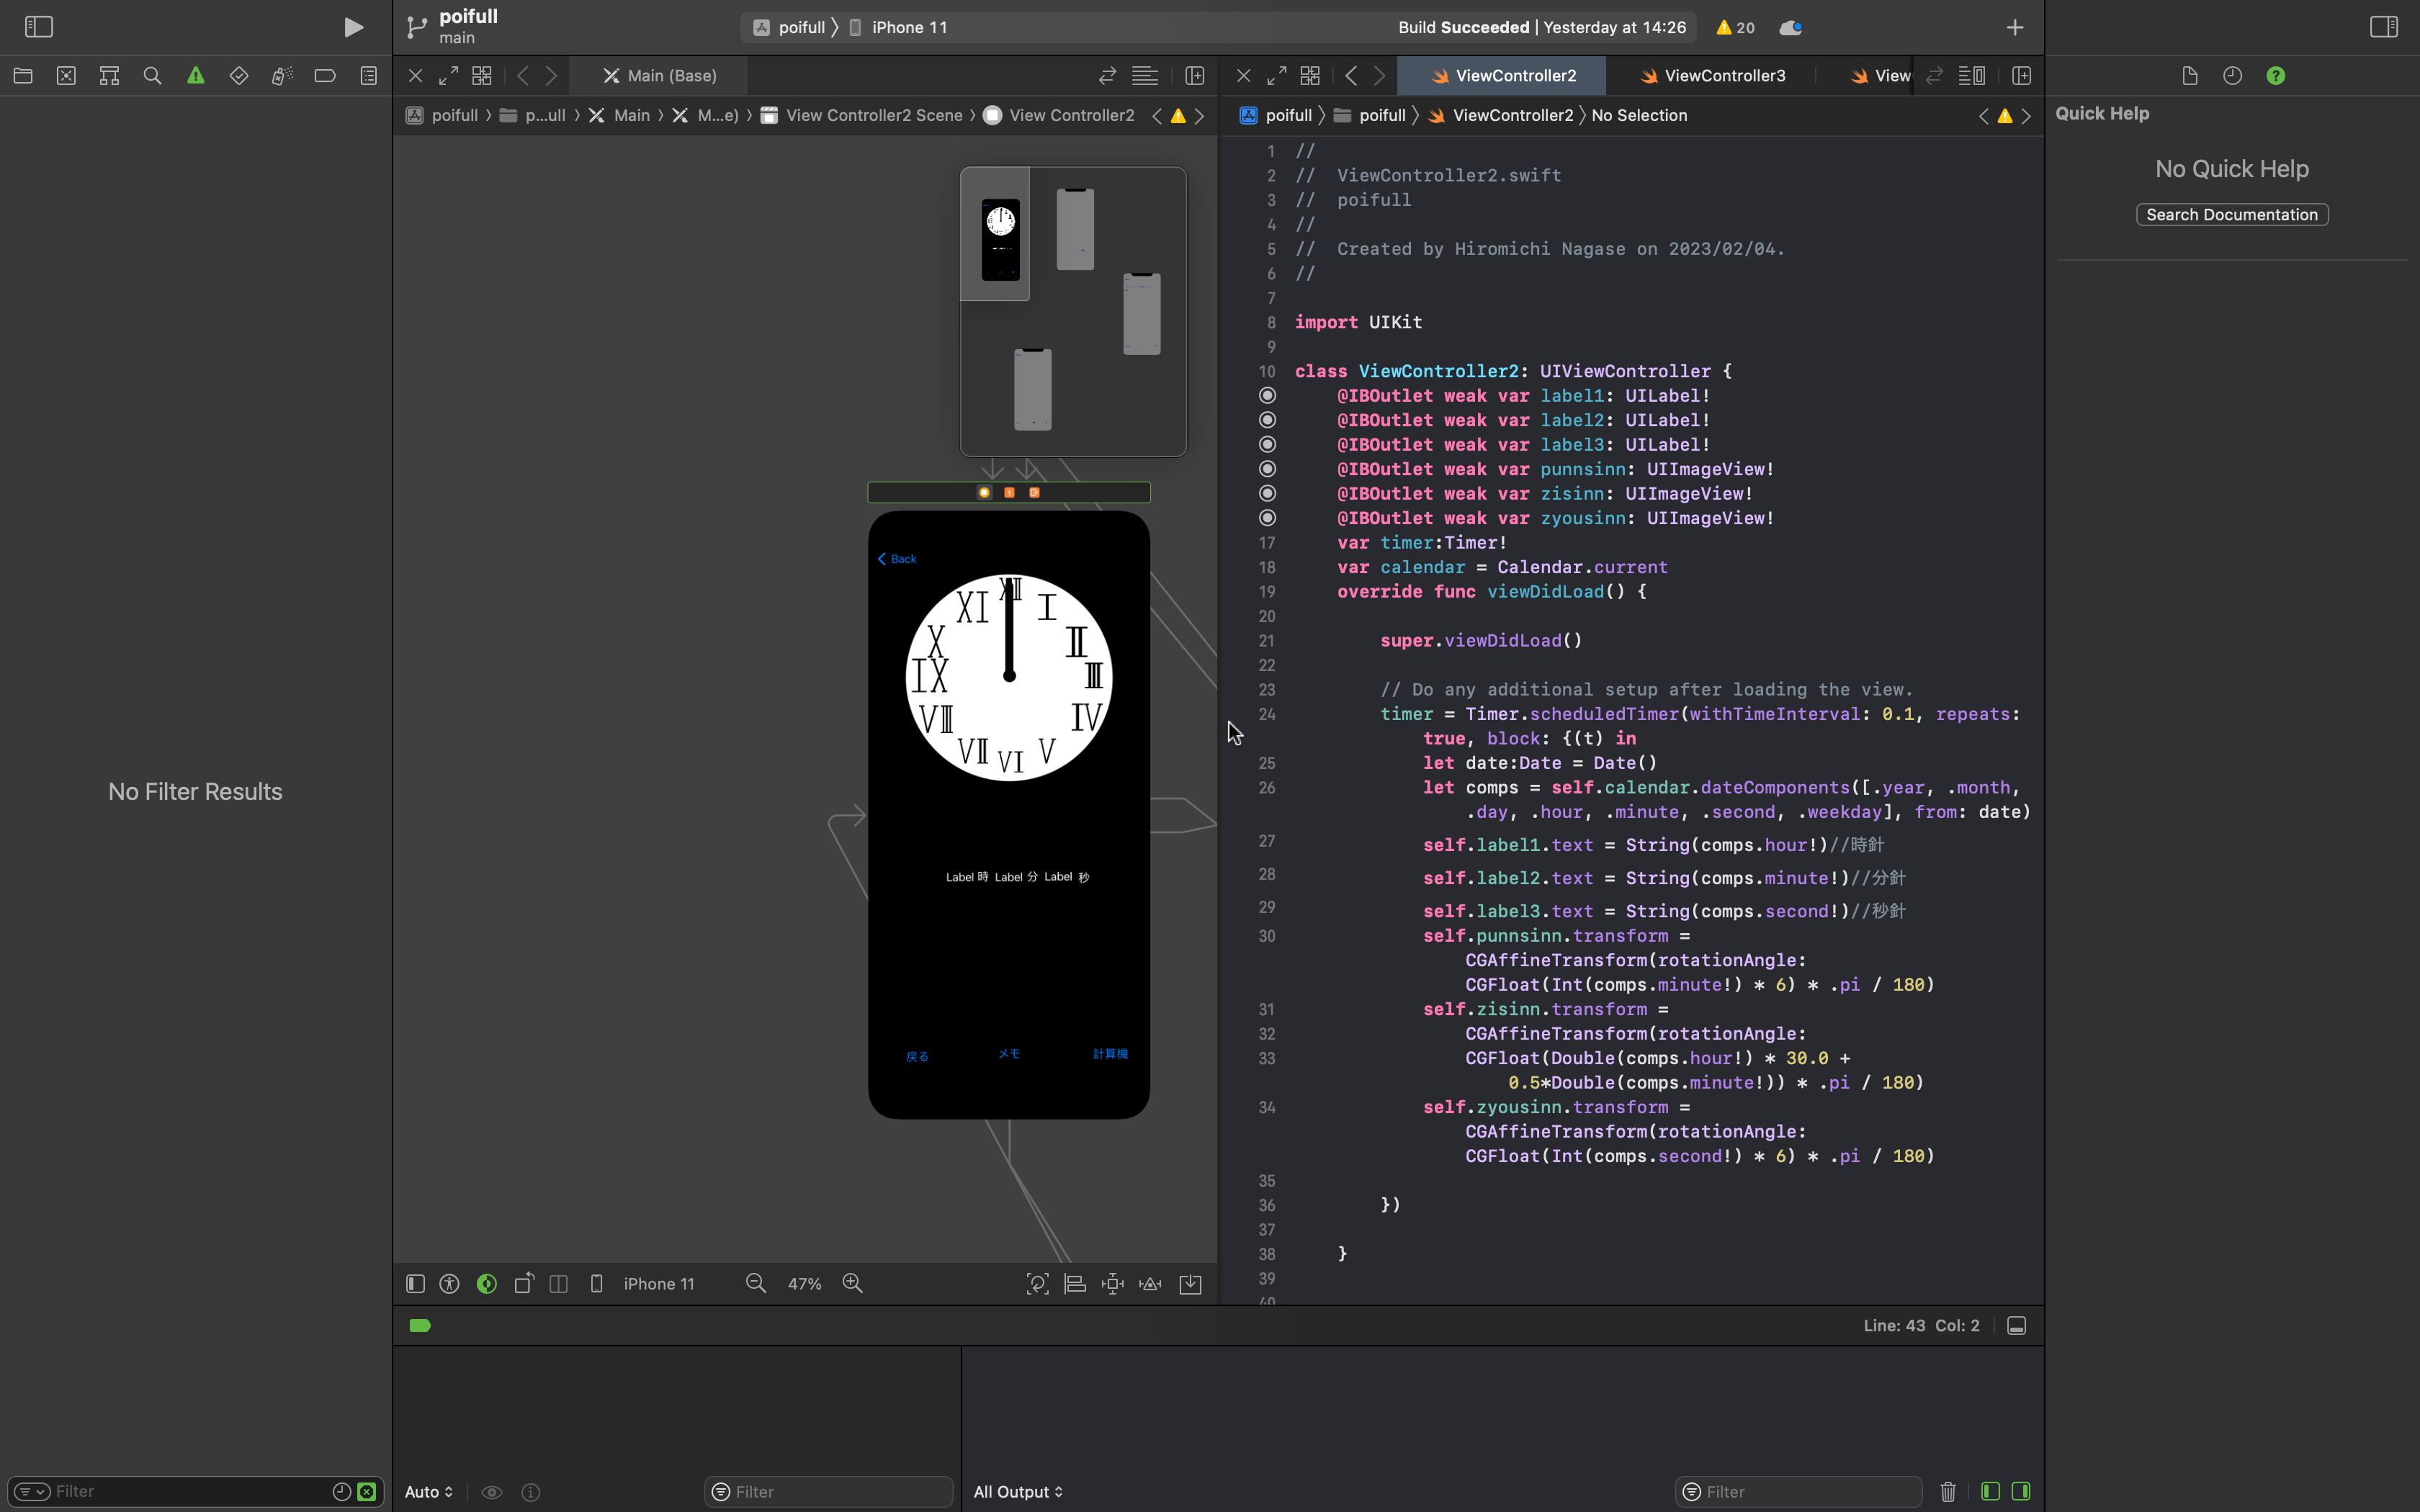 poifull
main
poifull 〉 iPhone 11
Build Succeeded | Yesterday at 14:26
20
Main (Base)
ViewController2
ViewController3
View
poifull 〉 p...ull 〉 Main 〉 M...e) 〉 View Controller2 Scene 〉 View Controller2
poifull 〉 poifull 〉 ViewController2 〉 No Selection
Quick Help
No Quick Help
Search Documentation
No Filter Results
Back
XII
I
II
III
IV
V
VI
VII
VIII
IX
X
XI
Label 時 Label 分 Label 秒
戻る
メモ
計算機
1 //
2 //  ViewController2.swift
3 //  poifull
4 //
5 //  Created by Hiromichi Nagase on 2023/02/04.
6 //
7
8 import UIKit
9
10 class ViewController2: UIViewController {
@IBOutlet weak var label1: UILabel!
@IBOutlet weak var label2: UILabel!
@IBOutlet weak var label3: UILabel!
@IBOutlet weak var punnsinn: UIImageView!
@IBOutlet weak var zisinn: UIImageView!
@IBOutlet weak var zyousinn: UIImageView!
17 var timer:Timer!
18 var calendar = Calendar.current
19 override func viewDidLoad() {
20
21 super.viewDidLoad()
22
23 // Do any additional setup after loading the view.
24 timer = Timer.scheduledTimer(withTimeInterval: 0.1, repeats:
true, block: {(t) in
25 let date:Date = Date()
26 let comps = self.calendar.dateComponents([.year, .month,
.day, .hour, .minute, .second, .weekday], from: date)
27 self.label1.text = String(comps.hour!)//時針
28 self.label2.text = String(comps.minute!)//分針
29 self.label3.text = String(comps.second!)//秒針
30 self.punnsinn.transform =
CGAffineTransform(rotationAngle:
CGFloat(Int(comps.minute!) * 6) * .pi / 180)
31 self.zisinn.transform =
32 CGAffineTransform(rotationAngle:
33 CGFloat(Double(comps.hour!) * 30.0 +
0.5*Double(comps.minute!)) * .pi / 180)
34 self.zyousinn.transform =
CGAffineTransform(rotationAngle:
CGFloat(Int(comps.second!) * 6) * .pi / 180)
35
36 })
37
38 }
39
40
iPhone 11
47%
Line: 43 Col: 2
Filter
Auto
Filter
All Output
Filter